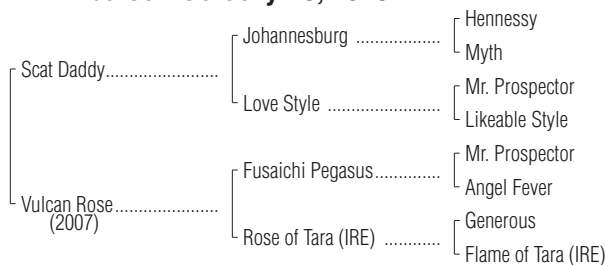 Johannesburg
Hennessy
Myth
Scat Daddy
Love Style
Mr. Prospector
Likeable Style
Fusaichi Pegasus
Mr. Prospector
Angel Fever
Vulcan Rose
(2007)
Rose of Tara (IRE)
Generous
Flame of Tara (IRE)